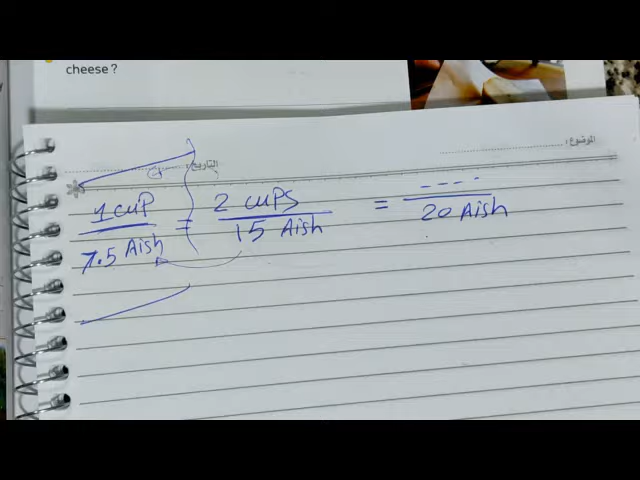 cheese ?
الموضوع :
التاريخ :
1 cup = 2 cups = ----
7.5 Aish 15 Aish 20 Aish